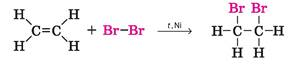 H H Br Br
C=C + Br–Br t, Ni H–C–C–H
H H H H